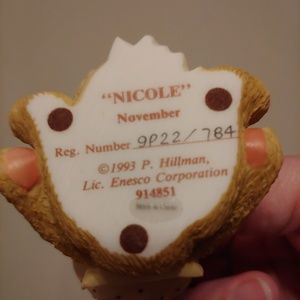 “NICOLE”
November
Reg. Number 9P22/784
©1993 P. Hillman,
Lic. Enesco Corporation
914851
Made in China